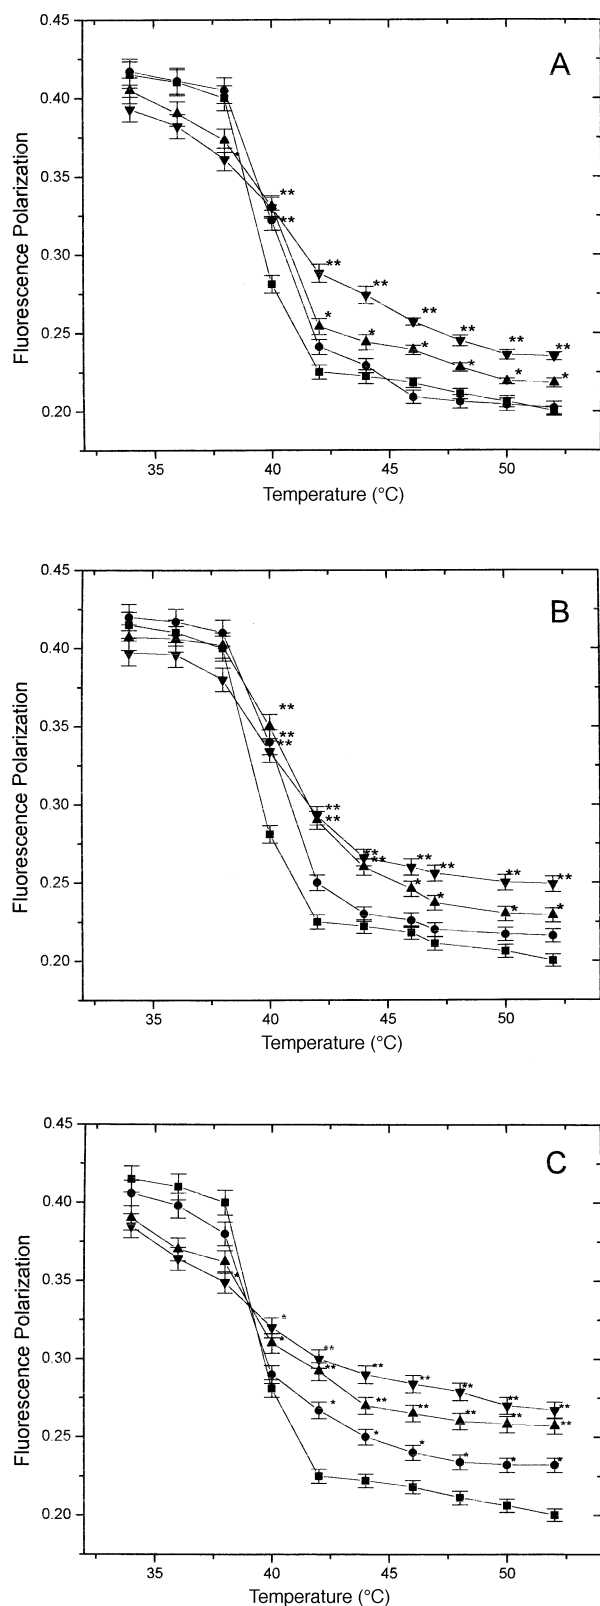 A
0.45
0.40
0.35
0.30
0.25
0.20
Fluorescence Polarization
** ** ** ** ** ** ** ** * * * * * *
35 40 45 50
Temperature (°C)
B
0.45
0.40
0.35
0.30
0.25
0.20
Fluorescence Polarization
** ** ** ** ** ** ** ** ** ** ** * * * *
35 40 45 50
Temperature (°C)
C
0.45
0.40
0.35
0.30
0.25
0.20
Fluorescence Polarization
* * * ** ** ** ** ** ** ** ** ** ** ** ** * * * * * *
35 40 45 50
Temperature (°C)